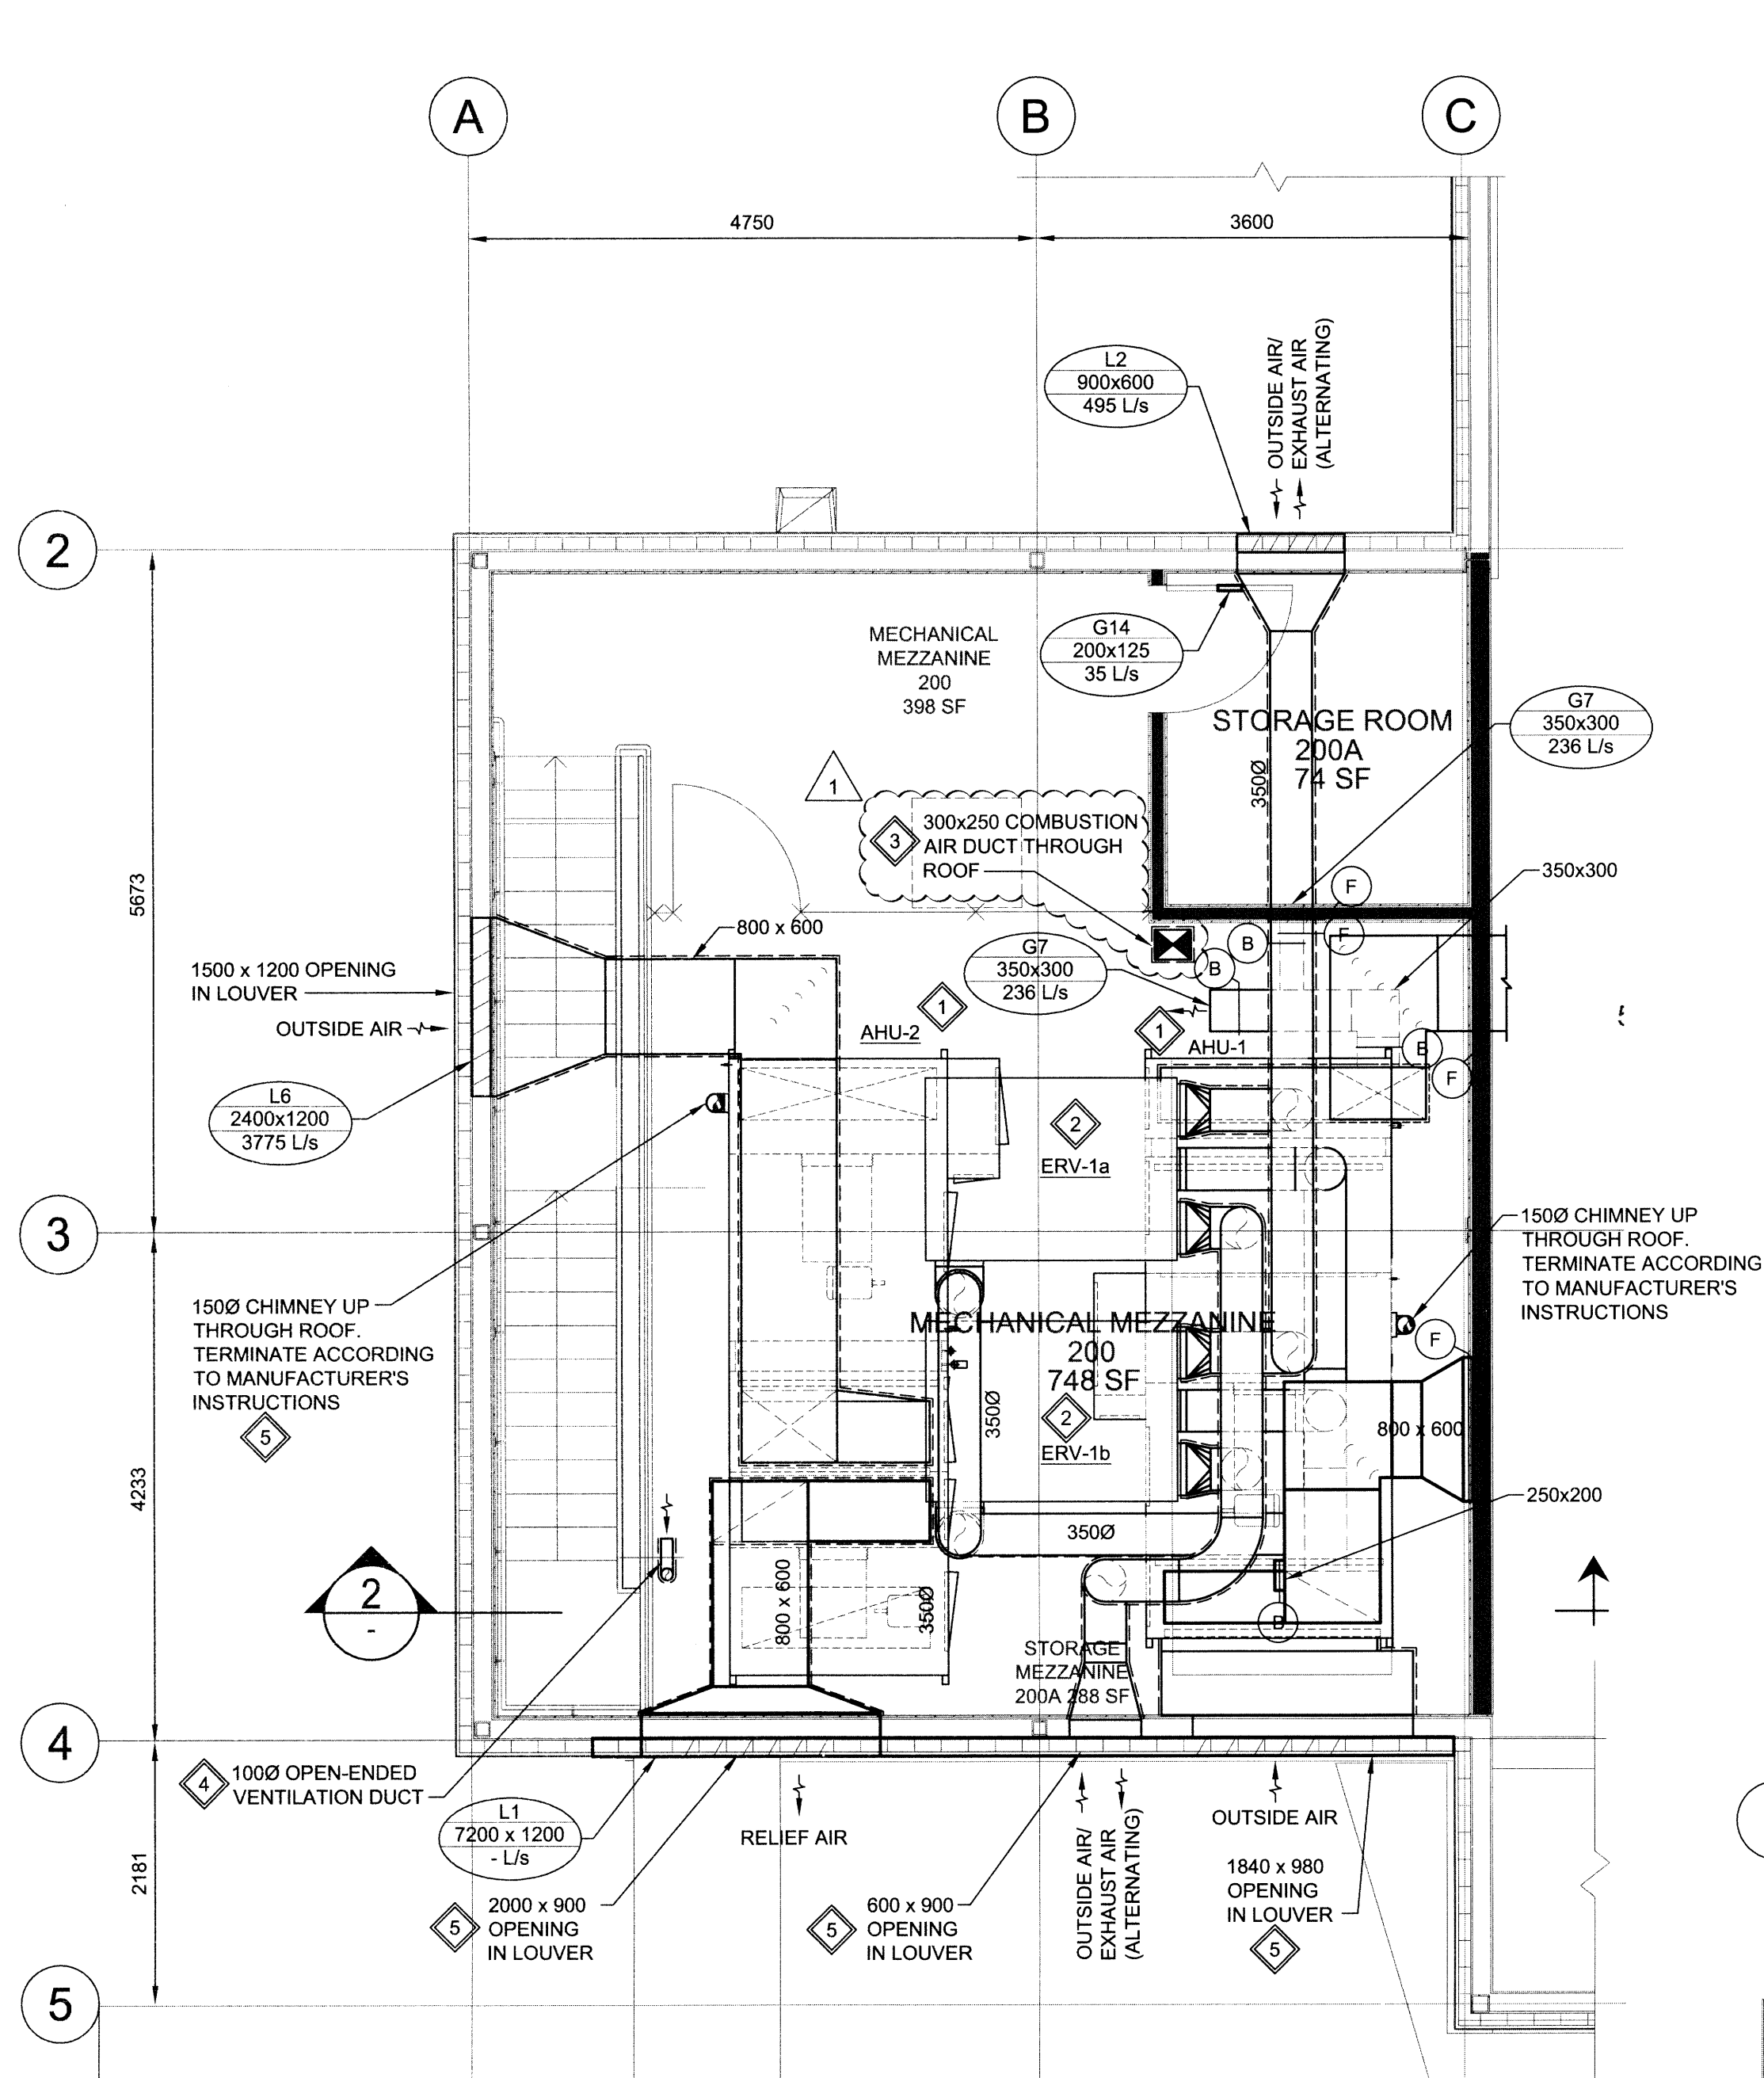 A
B
C
4750
3600
L2
900x600
495 L/s
OUTSIDE AIR/
EXHAUST AIR
(ALTERNATING)
2
MECHANICAL
MEZZANINE
200
398 SF
G14
200x125
35 L/s
STORAGE ROOM
200A
74 SF
350Ø
G7
350x300
236 L/s
1
3
300x250 COMBUSTION
AIR DUCT THROUGH
ROOF
F
350x300
5673
800 x 600
F
B
B
G7
350x300
236 L/s
1500 x 1200 OPENING
IN LOUVER
OUTSIDE AIR
1
1
AHU-2
AHU-1
B
F
L6
2400x1200
3775 L/s
2
ERV-1a
3
150Ø CHIMNEY UP
THROUGH ROOF.
TERMINATE ACCORDING
TO MANUFACTURER'S
INSTRUCTIONS
150Ø CHIMNEY UP
THROUGH ROOF.
TERMINATE ACCORDING
TO MANUFACTURER'S
INSTRUCTIONS
5
MECHANICAL MEZZANINE
200
748 SF
F
350Ø
2
ERV-1b
800 x 600
4233
250x200
350Ø
2
-
800 x 600
350Ø
STORAGE
MEZZANINE
200A 288 SF
4
4
100Ø OPEN-ENDED
VENTILATION DUCT
L1
7200 x 1200
- L/s
RELIEF AIR
OUTSIDE AIR/
EXHAUST AIR
(ALTERNATING)
OUTSIDE AIR
2181
5
2000 x 900
OPENING
IN LOUVER
5
600 x 900
OPENING
IN LOUVER
1840 x 980
OPENING
IN LOUVER
5
5